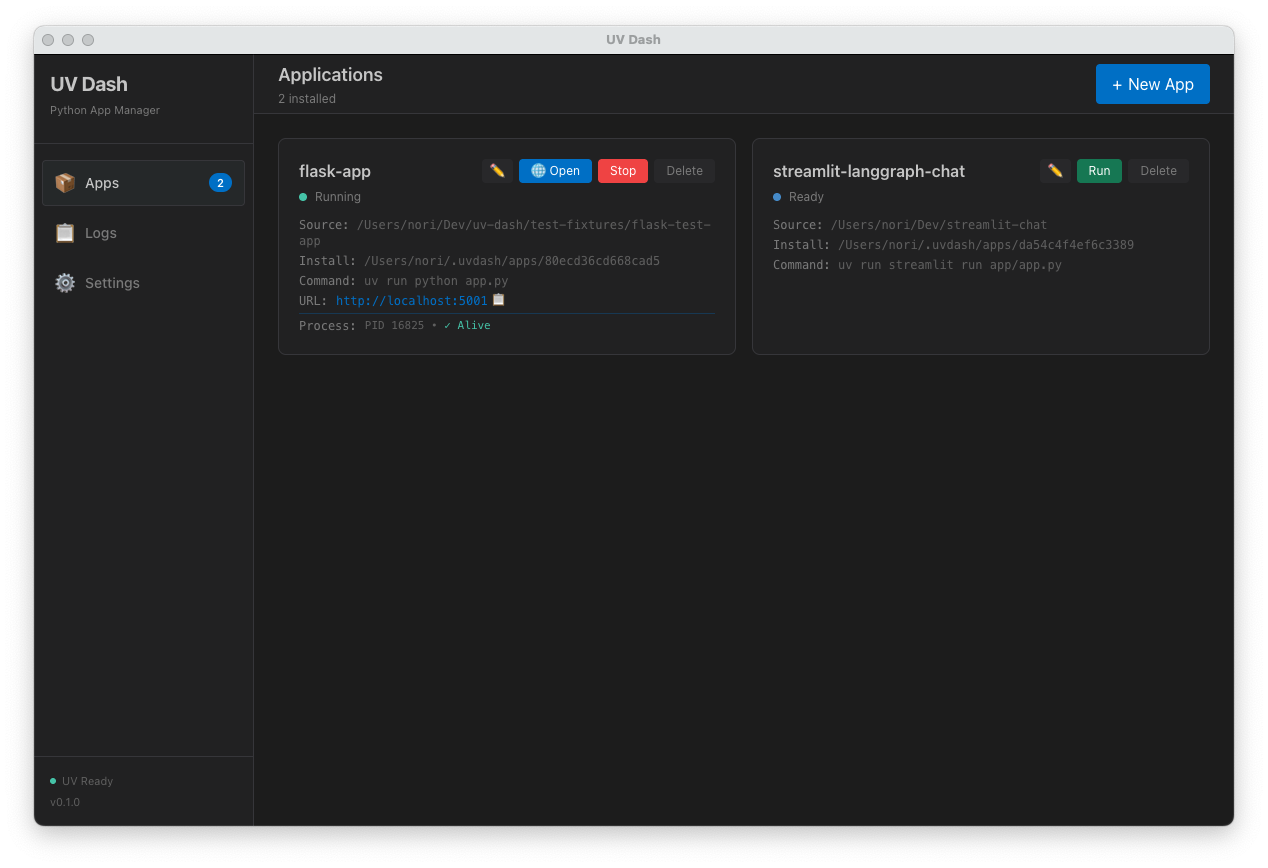 UV Dash
UV Dash
Python App Manager
Apps 2
Logs
Settings
UV Ready
v0.1.0
Applications
2 installed
+ New App
flask-app
Open Stop Delete
Running
Source: /Users/nori/Dev/uv-dash/test-fixtures/flask-test-
app
Install: /Users/nori/.uvdash/apps/80ecd36cd668cad5
Command: uv run python app.py
URL: http://localhost:5001
Process: PID 16825 • ✓ Alive
streamlit-langgraph-chat
Run Delete
Ready
Source: /Users/nori/Dev/streamlit-chat
Install: /Users/nori/.uvdash/apps/da54c4f4ef6c3389
Command: uv run streamlit run app/app.py